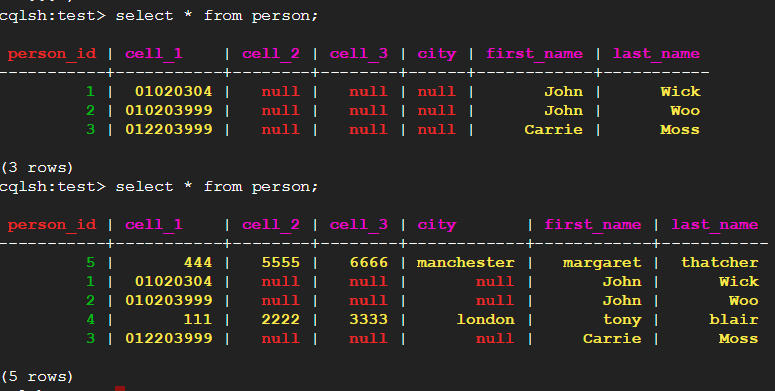 cqlsh:test> select * from person;
person_id | cell_1 | cell_2 | cell_3 | city | first_name | last_name
-----------+-----------+--------+--------+------+------------+-----------
1 | 01020304 | null | null | null | John | Wick
2 | 010203999 | null | null | null | John | Woo
3 | 012203999 | null | null | null | Carrie | Moss
(3 rows)
cqlsh:test> select * from person;
person_id | cell_1 | cell_2 | cell_3 | city | first_name | last_name
-----------+-----------+--------+--------+------------+------------+-----------
5 | 444 | 5555 | 6666 | manchester | margaret | thatcher
1 | 01020304 | null | null | null | John | Wick
2 | 010203999 | null | null | null | John | Woo
4 | 111 | 2222 | 3333 | london | tony | blair
3 | 012203999 | null | null | null | Carrie | Moss
(5 rows)